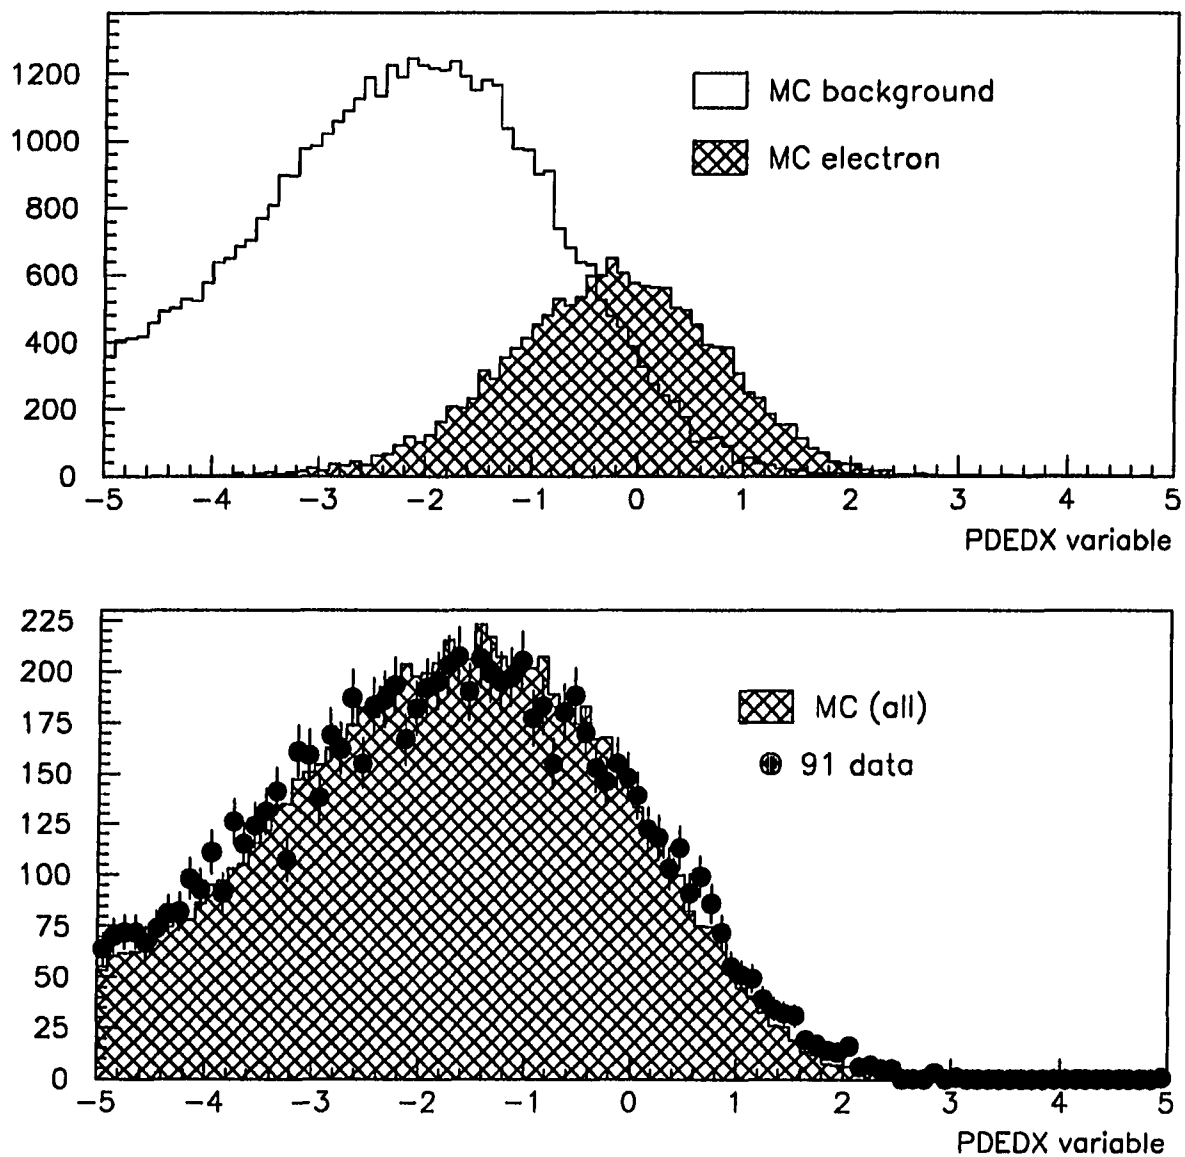 1200
1000
800
600
400
200
0
MC background
MC electron
−5 −4 −3 −2 −1 0 1 2 3 4 5
PDEDX variable
225
200
175
150
125
100
75
50
25
0
MC (all)
91 data
−5 −4 −3 −2 −1 0 1 2 3 4 5
PDEDX variable